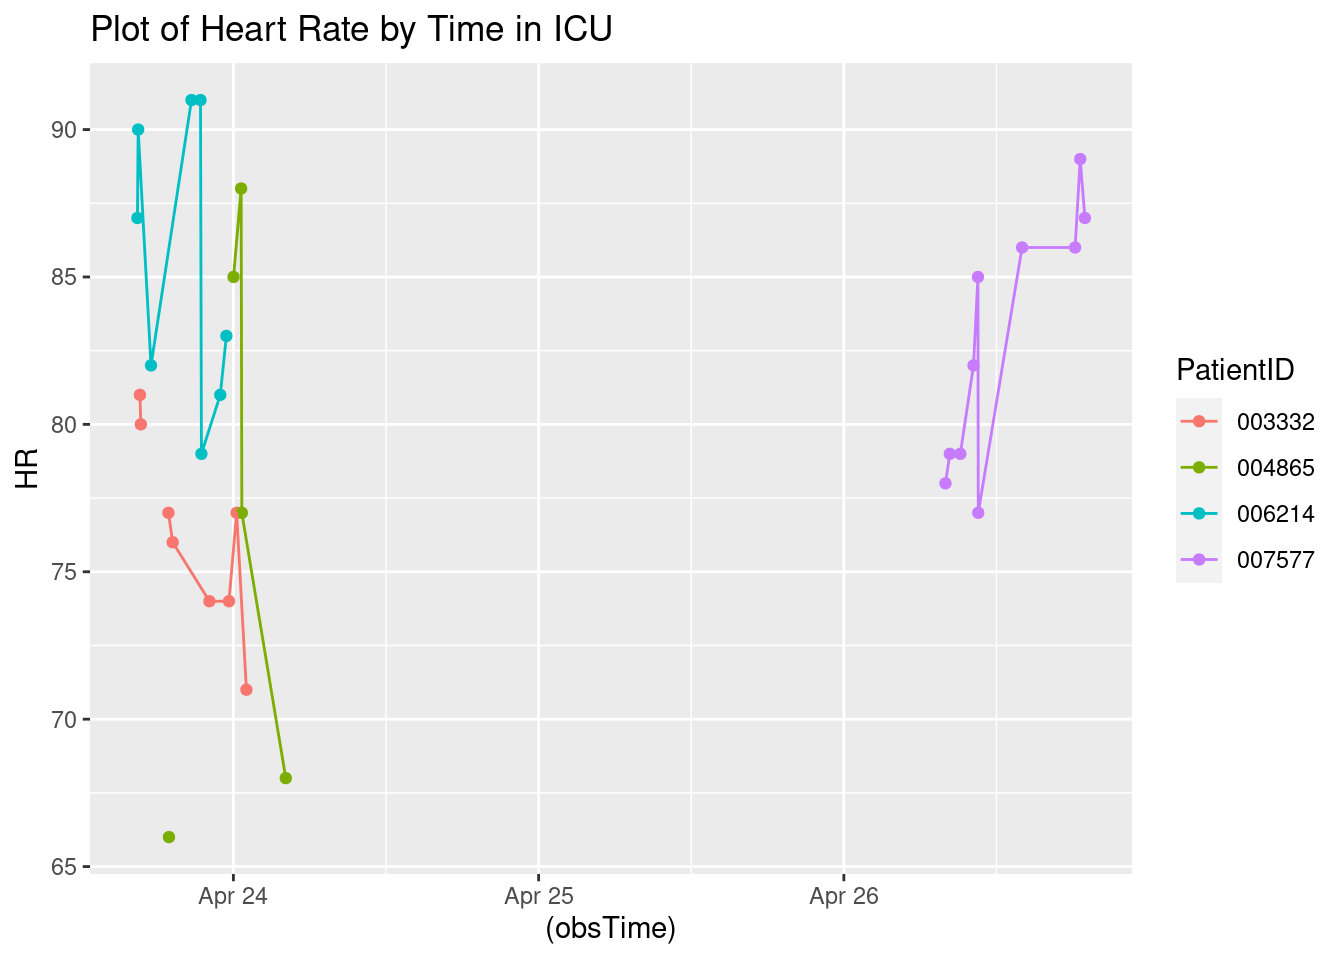 Plot of Heart Rate by Time in ICU
90
85
80
75
70
65
HR
Apr 24
Apr 25
Apr 26
(obsTime)
PatientID
003332
004865
006214
007577